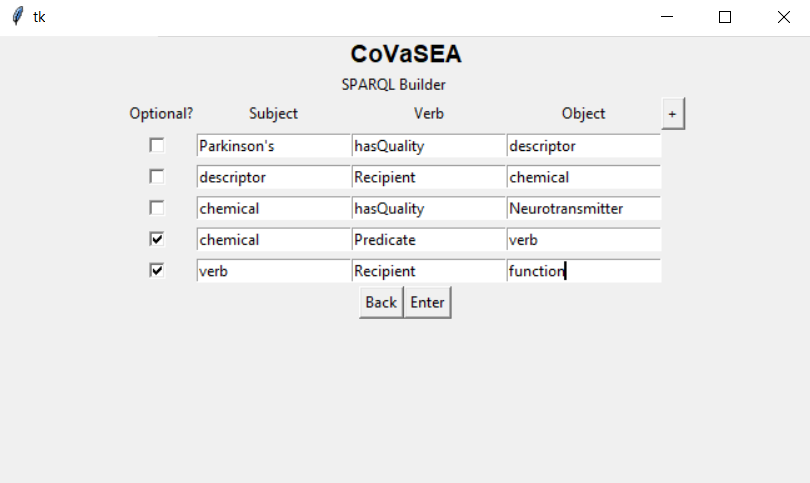 tk
CoVaSEA
SPARQL Builder
Optional? Subject Verb Object +
Parkinson's hasQuality descriptor
descriptor Recipient chemical
chemical hasQuality Neurotransmitter
chemical Predicate verb
verb Recipient function
Back Enter